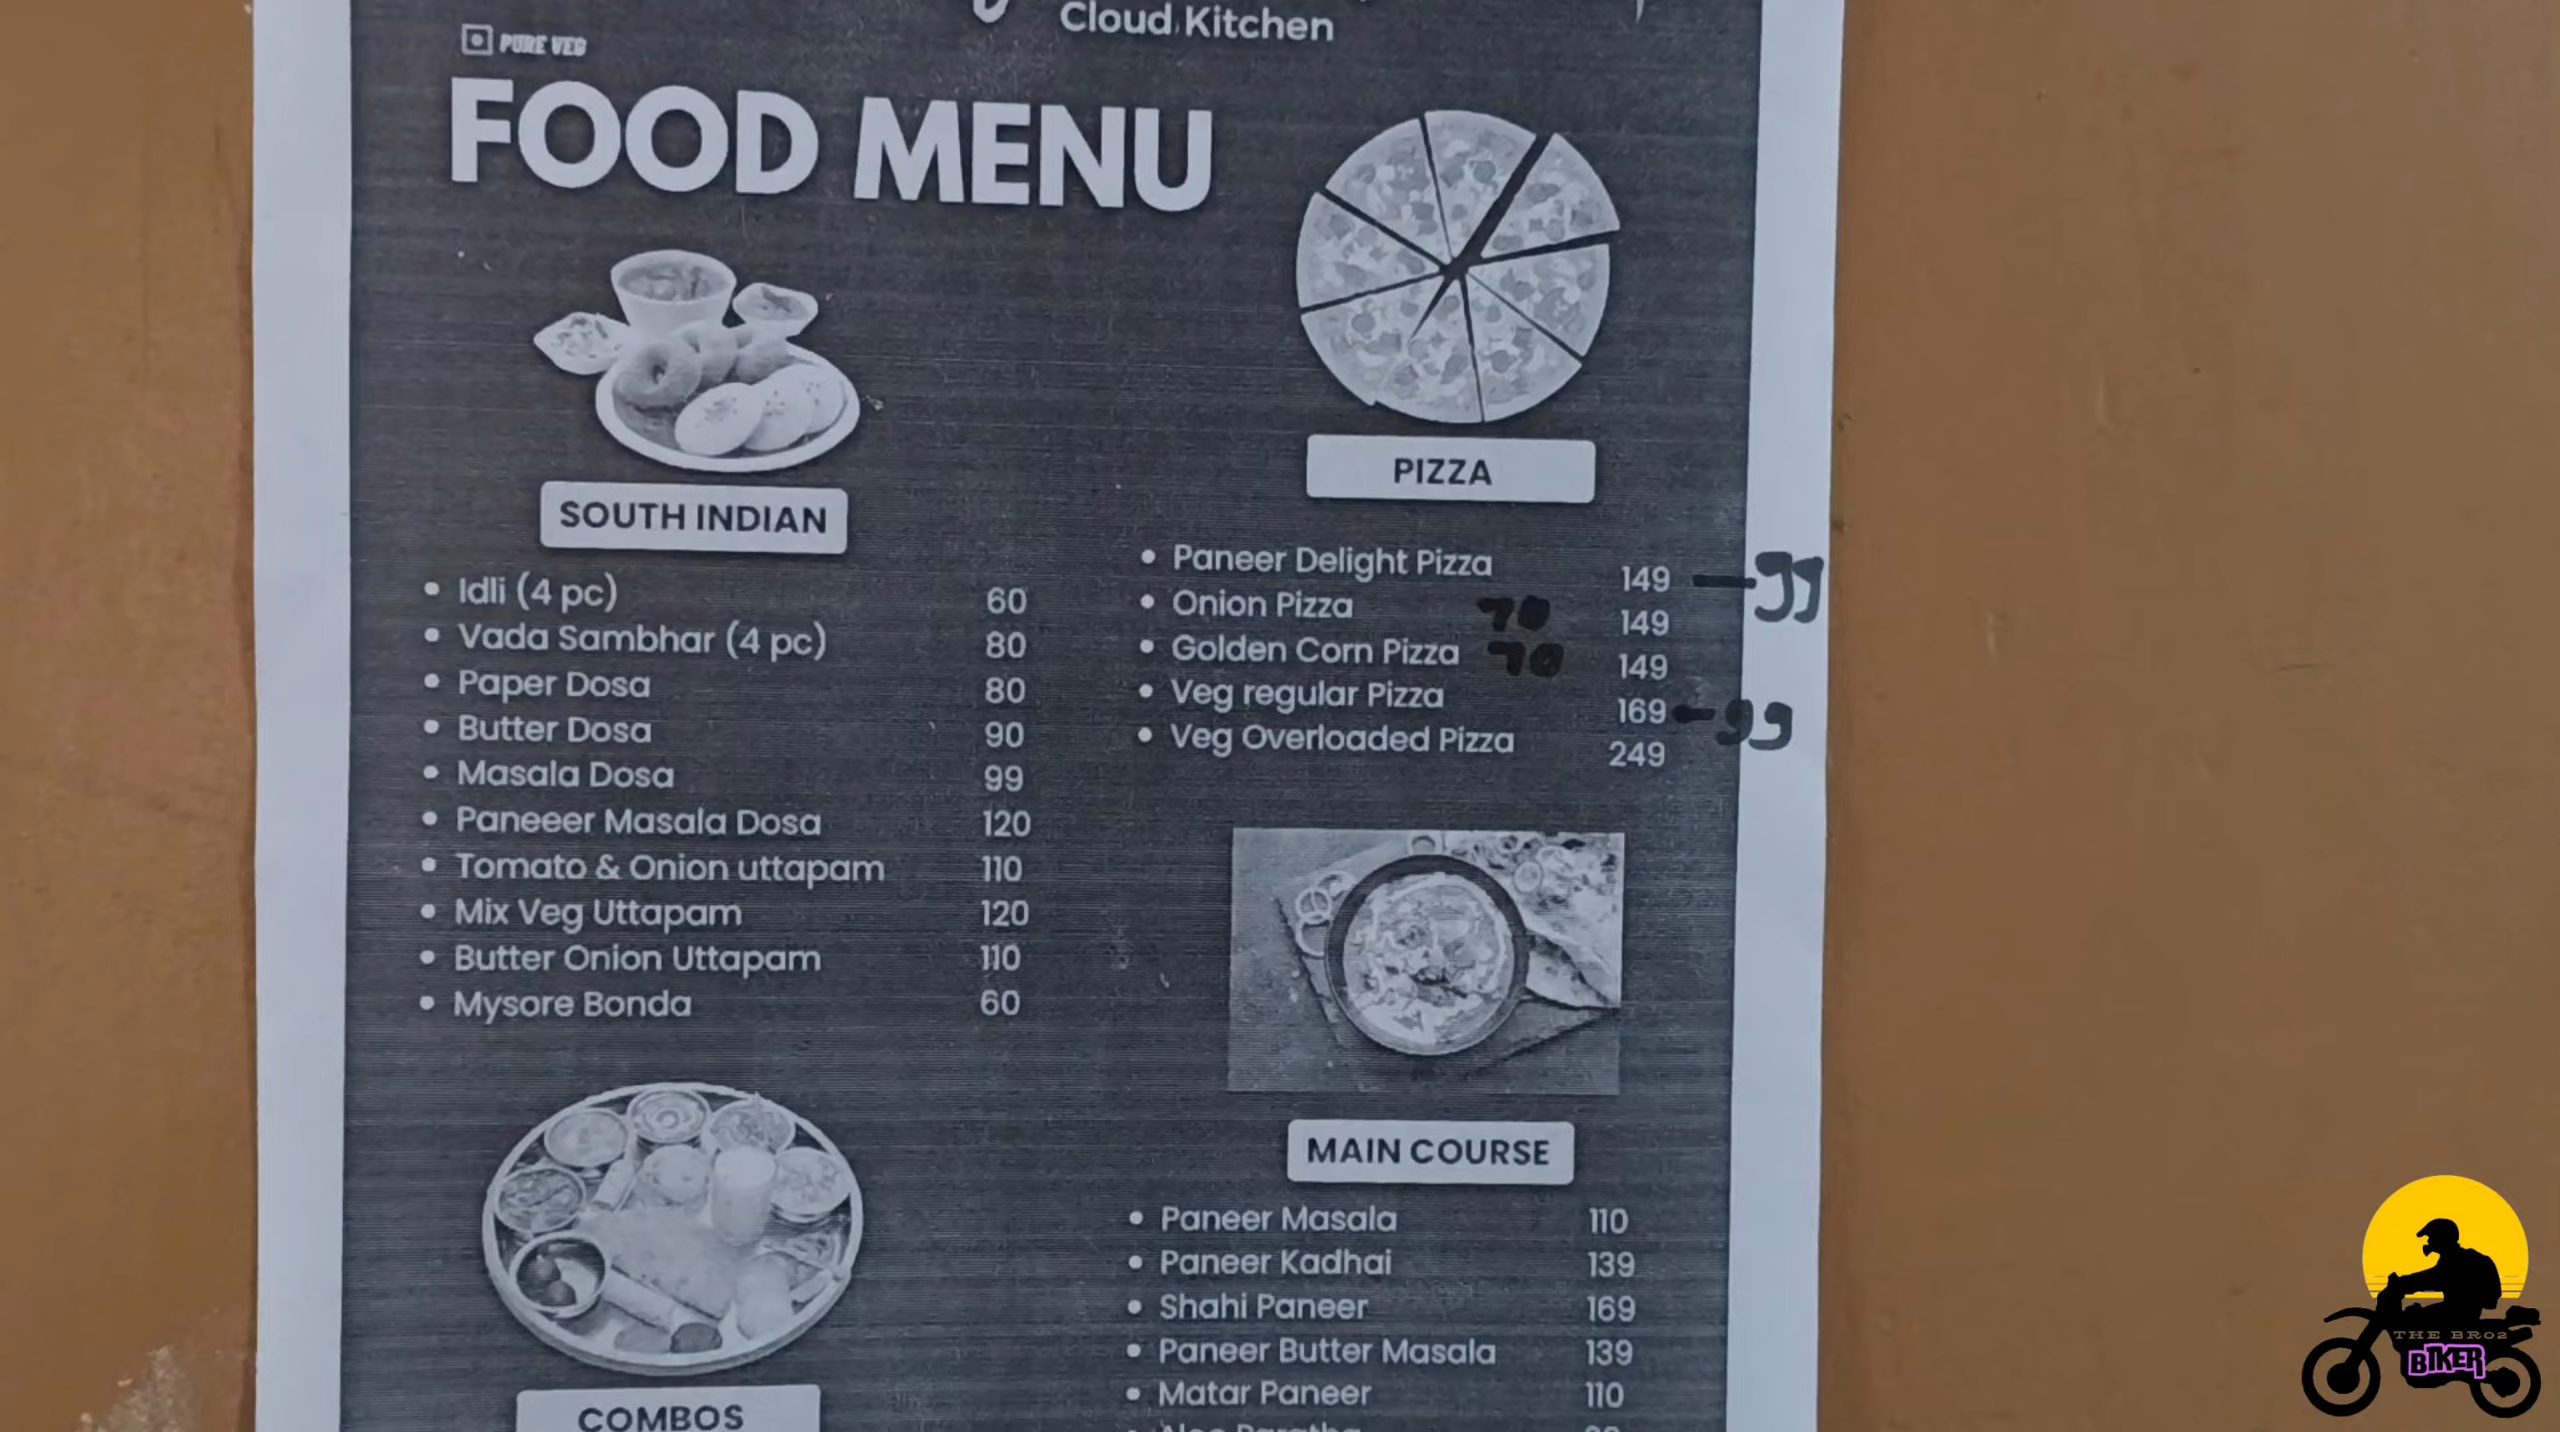 Cloud Kitchen
PURE VEG
FOOD MENU
SOUTH INDIAN
Idli (4 pc) 60
Vada Sambhar (4 pc) 80
Paper Dosa 80
Butter Dosa 90
Masala Dosa 99
Paneeer Masala Dosa 120
Tomato & Onion uttapam 110
Mix Veg Uttapam 120
Butter Onion Uttapam 110
Mysore Bonda 60
COMBOS
PIZZA
Paneer Delight Pizza 149 - 99
Onion Pizza 70 149
Golden Corn Pizza 70 149
Veg regular Pizza 169 - 99
Veg Overloaded Pizza 249
MAIN COURSE
Paneer Masala 110
Paneer Kadhai 139
Shahi Paneer 169
Paneer Butter Masala 139
Matar Paneer 110
THE BRO2
BIKER